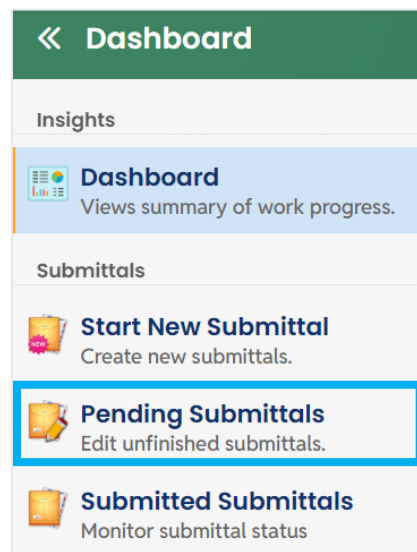 Dashboard
Insights
Dashboard
Views summary of work progress.
Submittals
NEW
Start New Submittal
Create new submittals.
Pending Submittals
Edit unfinished submittals.
Submitted Submittals
Monitor submittal status